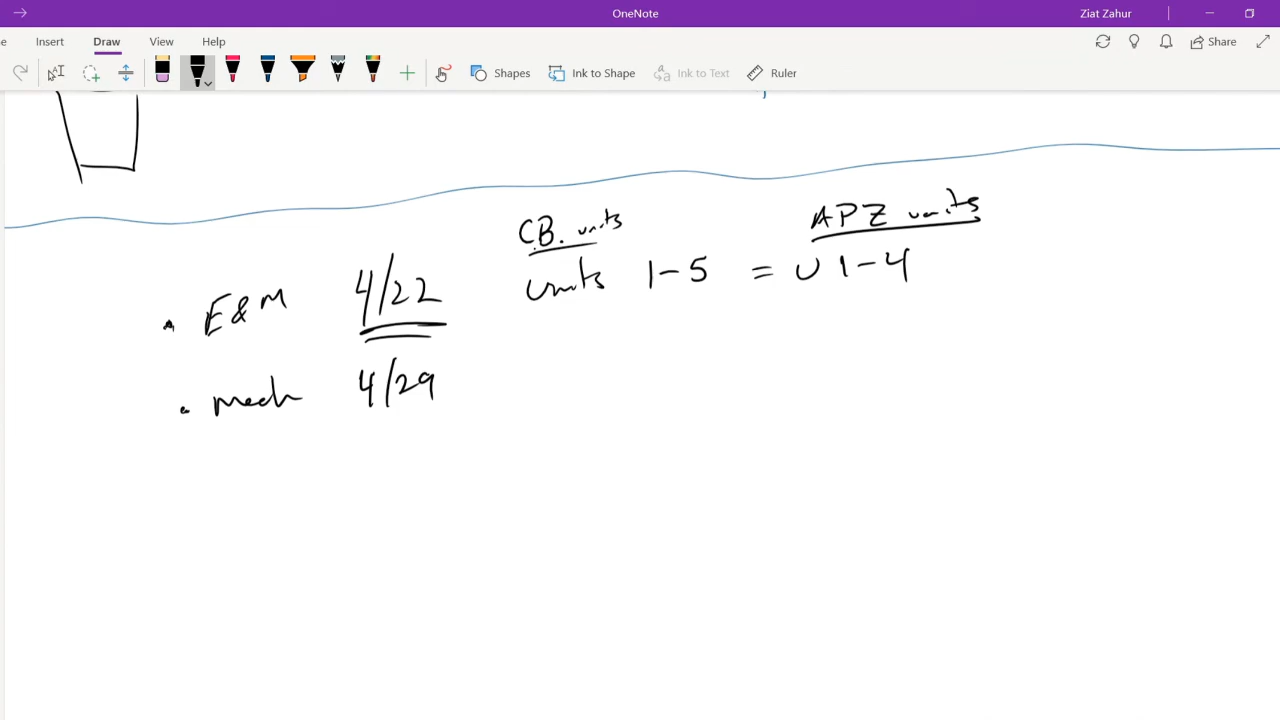 OneNote
Ziat Zahur
Insert Draw View Help
Share
Shapes Ink to Shape Ink to Text Ruler
C.B. units
APZ units
• E&M 4/22 units 1-5 = U 1-4
• mech 4/29